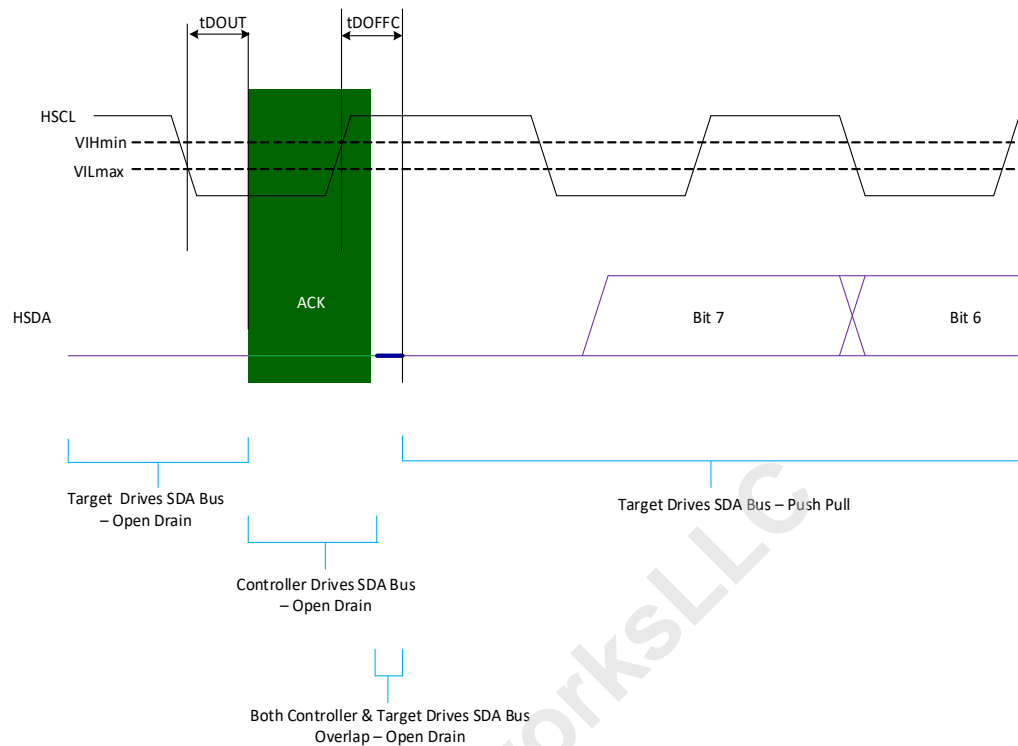 tDOUT
tDOFFC
HSCL
VIHmin
VILmax
ACK
HSDA
Bit 7
Bit 6
Target Drives SDA Bus
– Open Drain
Target Drives SDA Bus – Push Pull
Controller Drives SDA Bus
– Open Drain
Both Controller & Target Drives SDA Bus
Overlap – Open Drain
orksLLC